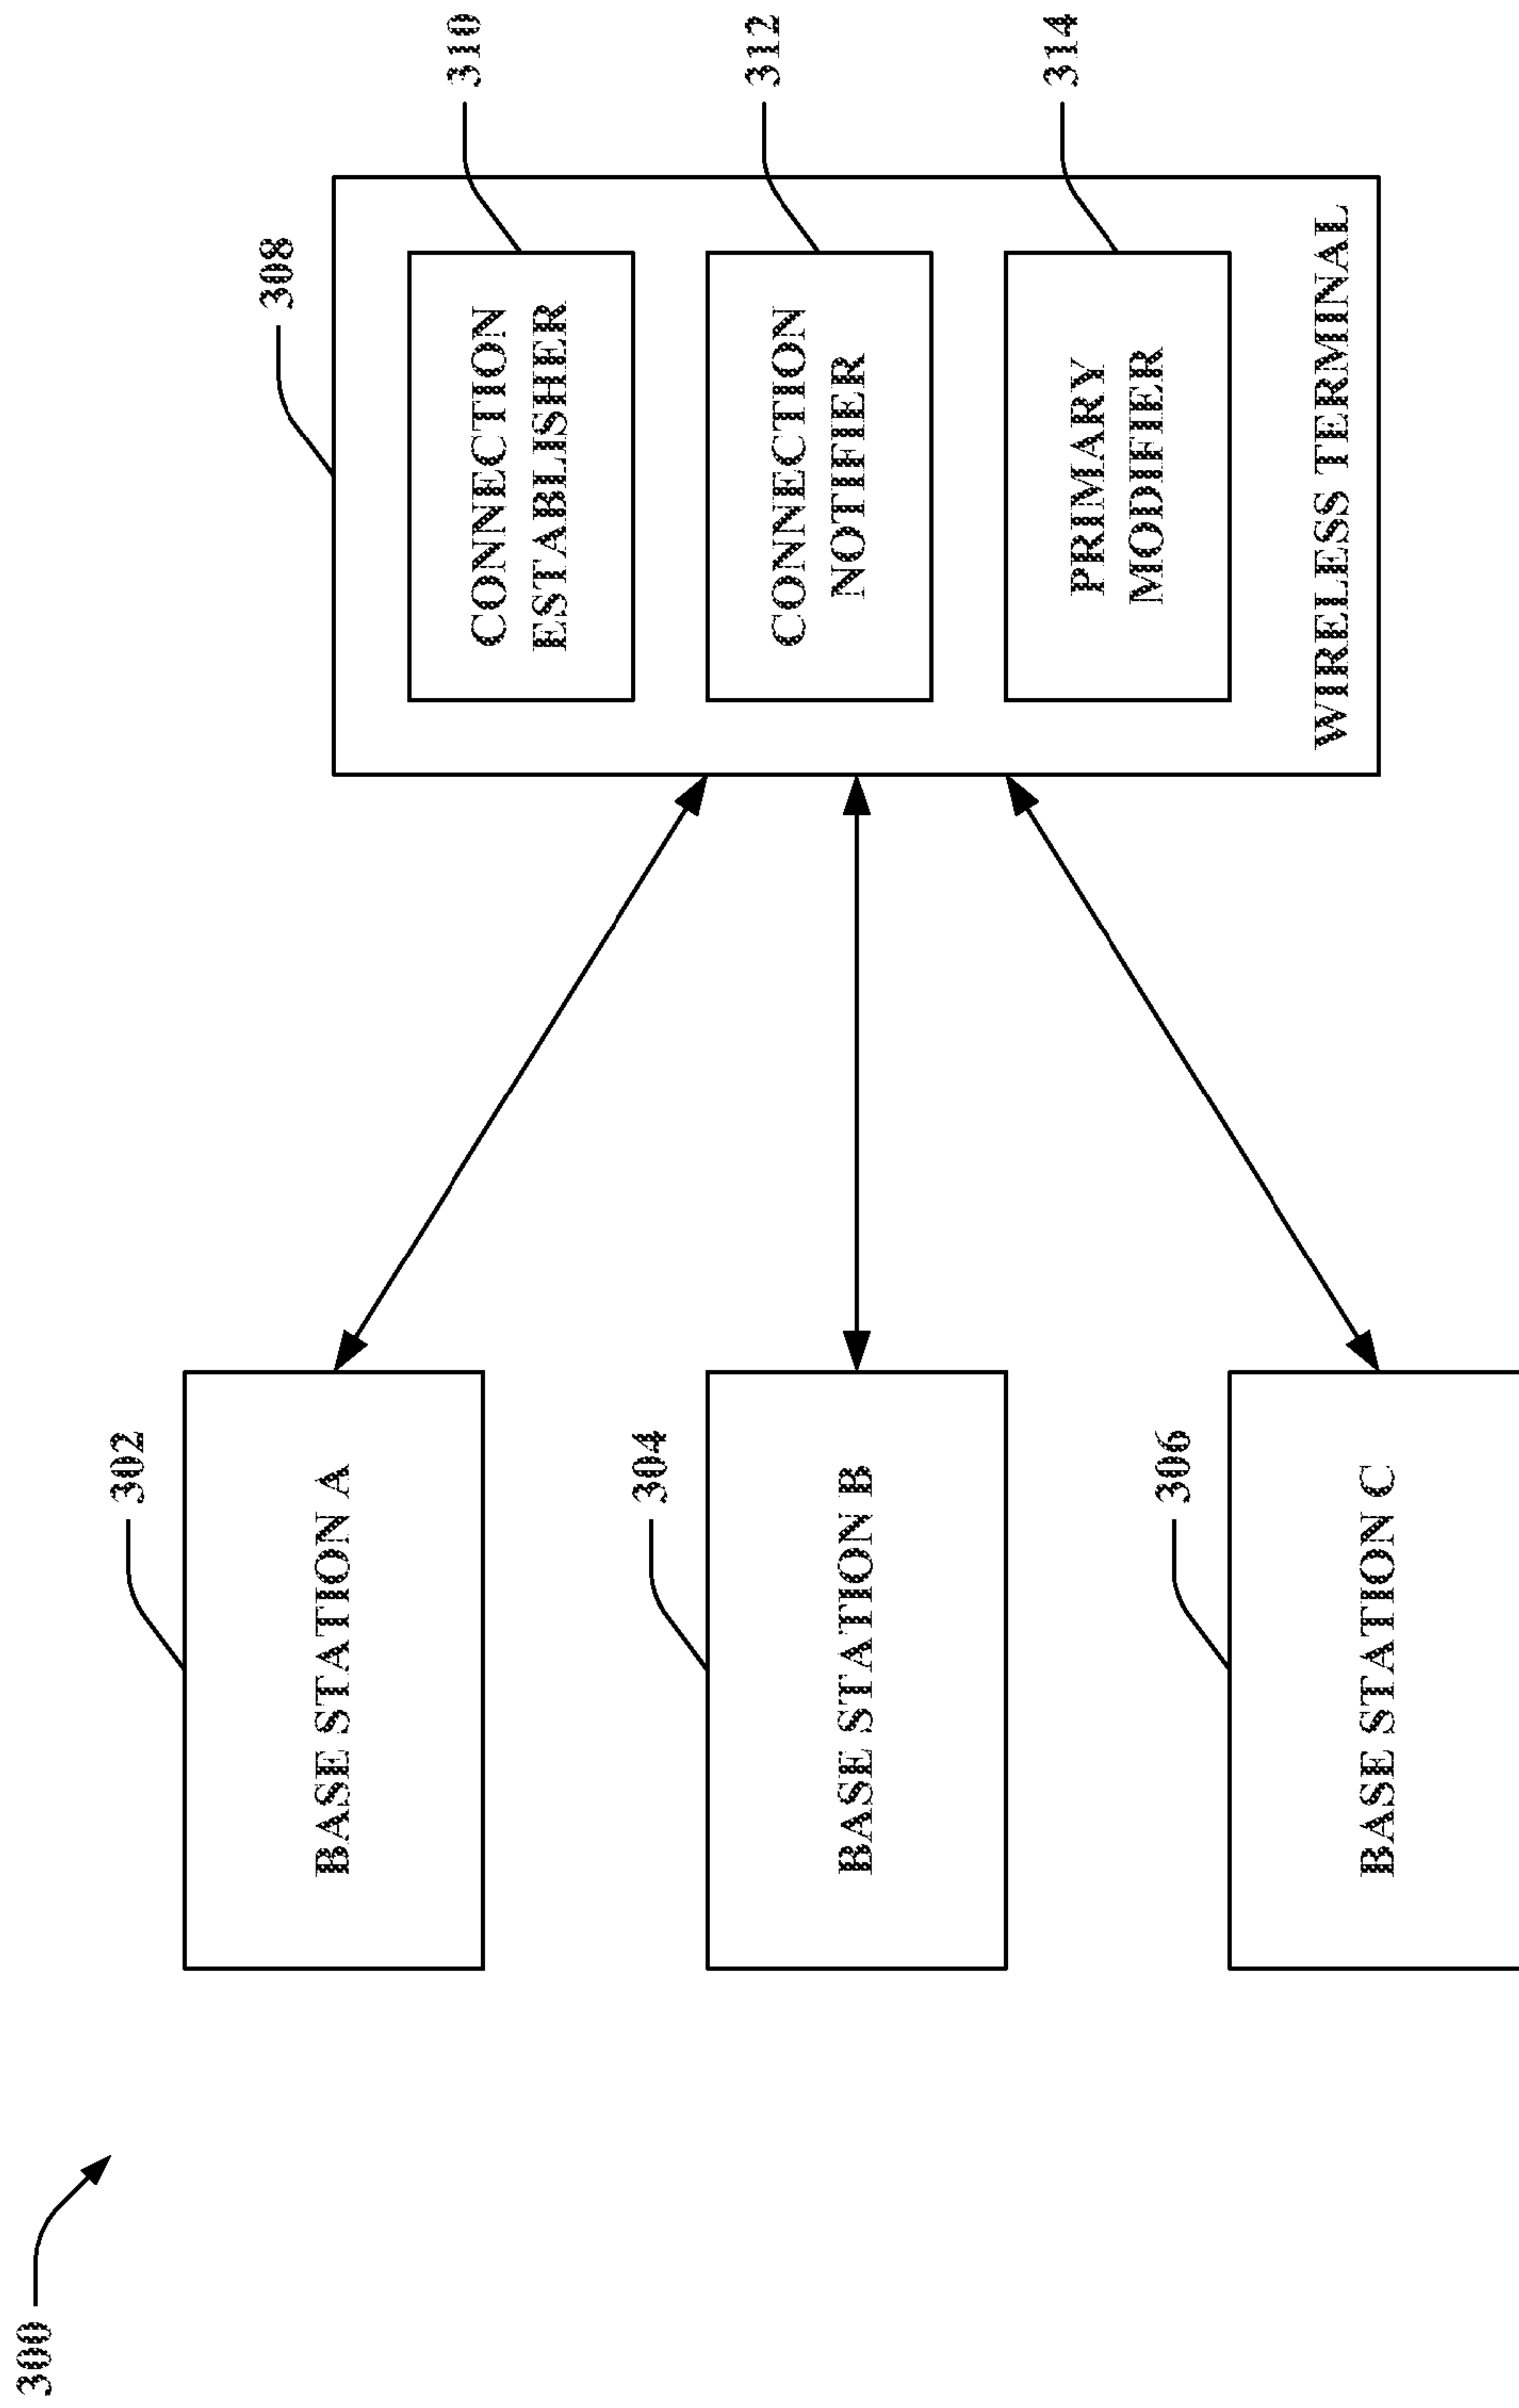 300
302
BASE STATION A
304
BASE STATION B
306
BASE STATION C
308
310
CONNECTION
ESTABLISHER
312
CONNECTION
NOTIFIER
314
PRIMARY
MODIFIER
WIRELESS TERMINAL